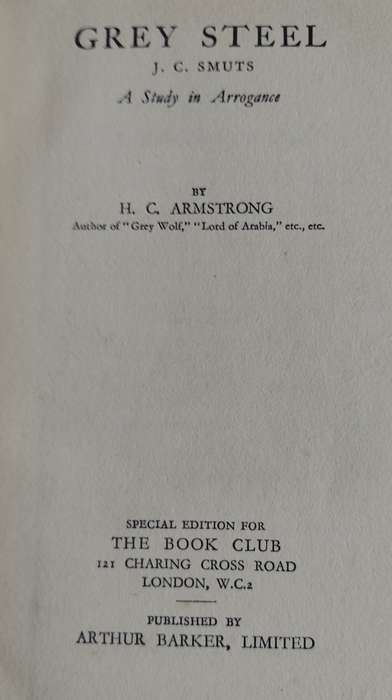 GREY STEEL
J. C. SMUTS
A Study in Arrogance
BY
H. C. ARMSTRONG
Author of "Grey Wolf," "Lord of Arabia," etc., etc.
SPECIAL EDITION FOR
THE BOOK CLUB
121 CHARING CROSS ROAD
LONDON, W.C.2
PUBLISHED BY
ARTHUR BARKER, LIMITED